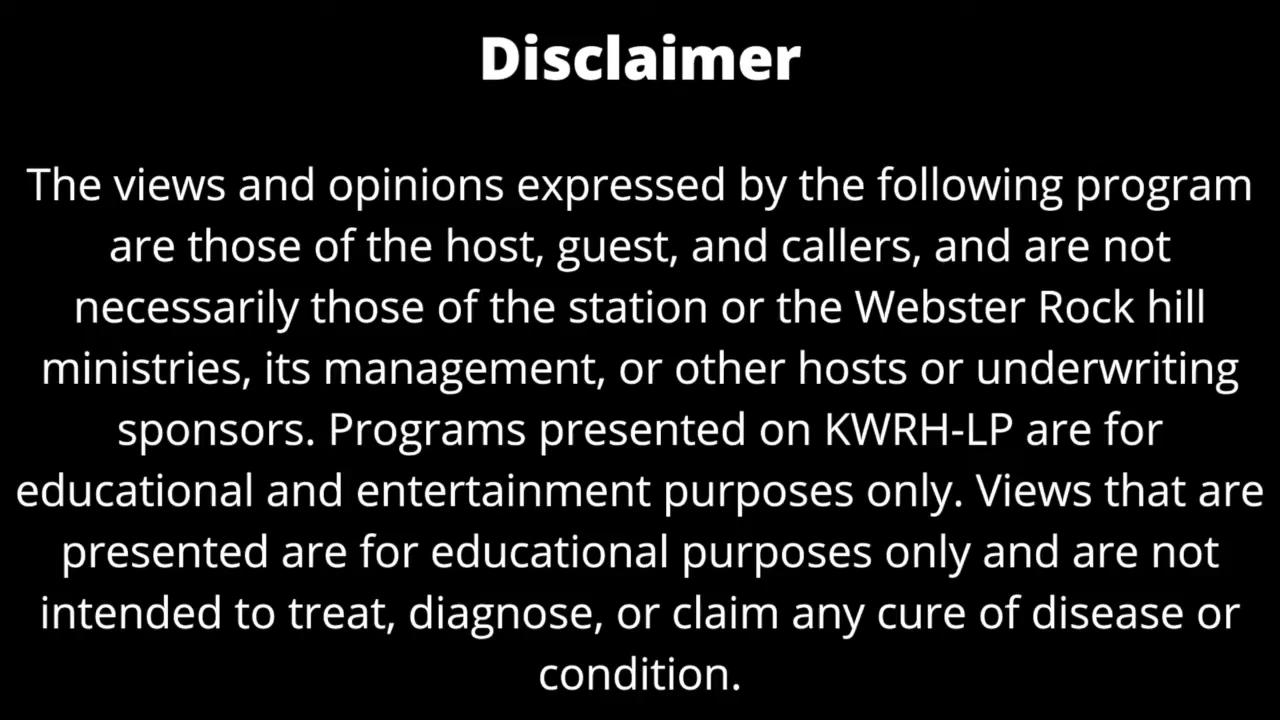 Disclaimer
The views and opinions expressed by the following program
are those of the host, guest, and callers, and are not
necessarily those of the station or the Webster Rock hill
ministries, its management, or other hosts or underwriting
sponsors. Programs presented on KWRH-LP are for
educational and entertainment purposes only. Views that are
presented are for educational purposes only and are not
intended to treat, diagnose, or claim any cure of disease or
condition.